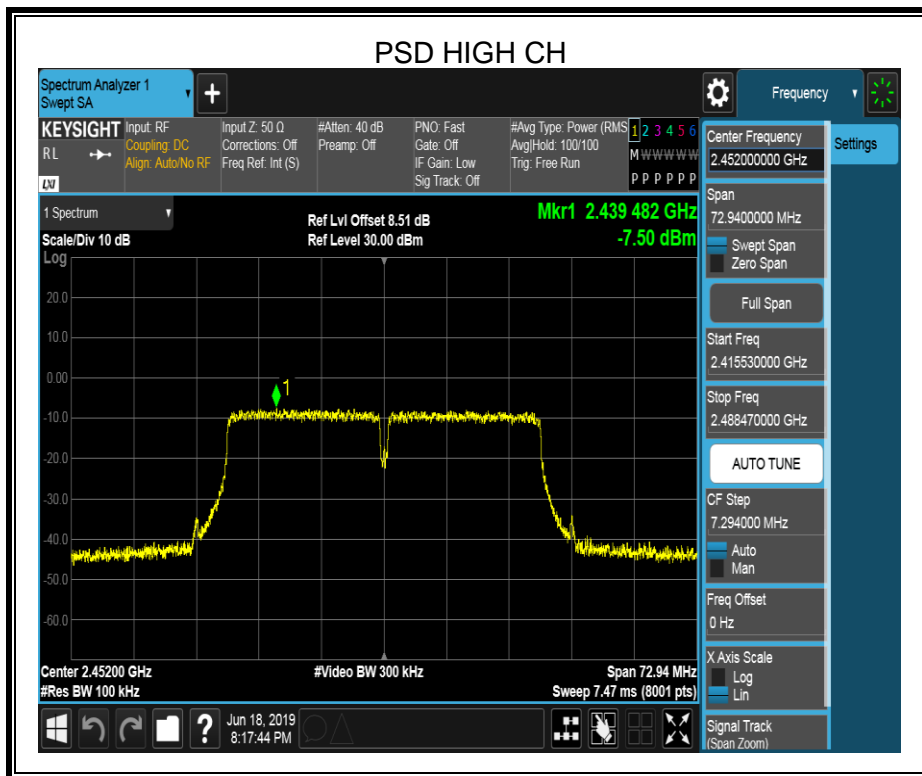 PSD HIGH CH
Spectrum Analyzer 1
Swept SA
Frequency
KEYSIGHT
RL
LXI
Input: RF
Coupling: DC
Align: Auto/No RF
Input Z: 50 Ω
Corrections: Off
Freq Ref: Int (S)
#Atten: 40 dB
Preamp: Off
PNO: Fast
Gate: Off
IF Gain: Low
Sig Track: Off
#Avg Type: Power (RMS
Avg|Hold: 100/100
Trig: Free Run
1 2 3 4 5 6
M W W W W W
P P P P P P
1 Spectrum
Scale/Div 10 dB
Log
Ref Lvl Offset 8.51 dB
Ref Level 30.00 dBm
Mkr1 2.439 482 GHz
-7.50 dBm
20.0
10.0
0.00
-10.0
-20.0
-30.0
-40.0
-50.0
-60.0
1
Center 2.45200 GHz
#Res BW 100 kHz
#Video BW 300 kHz
Span 72.94 MHz
Sweep 7.47 ms (8001 pts)
?
Jun 18, 2019
8:17:44 PM
Center Frequency
2.452000000 GHz
Span
72.9400000 MHz
Swept Span
Zero Span
Full Span
Start Freq
2.415530000 GHz
Stop Freq
2.488470000 GHz
AUTO TUNE
CF Step
7.294000 MHz
Auto
Man
Freq Offset
0 Hz
X Axis Scale
Log
Lin
Signal Track
(Span Zoom)
Settings